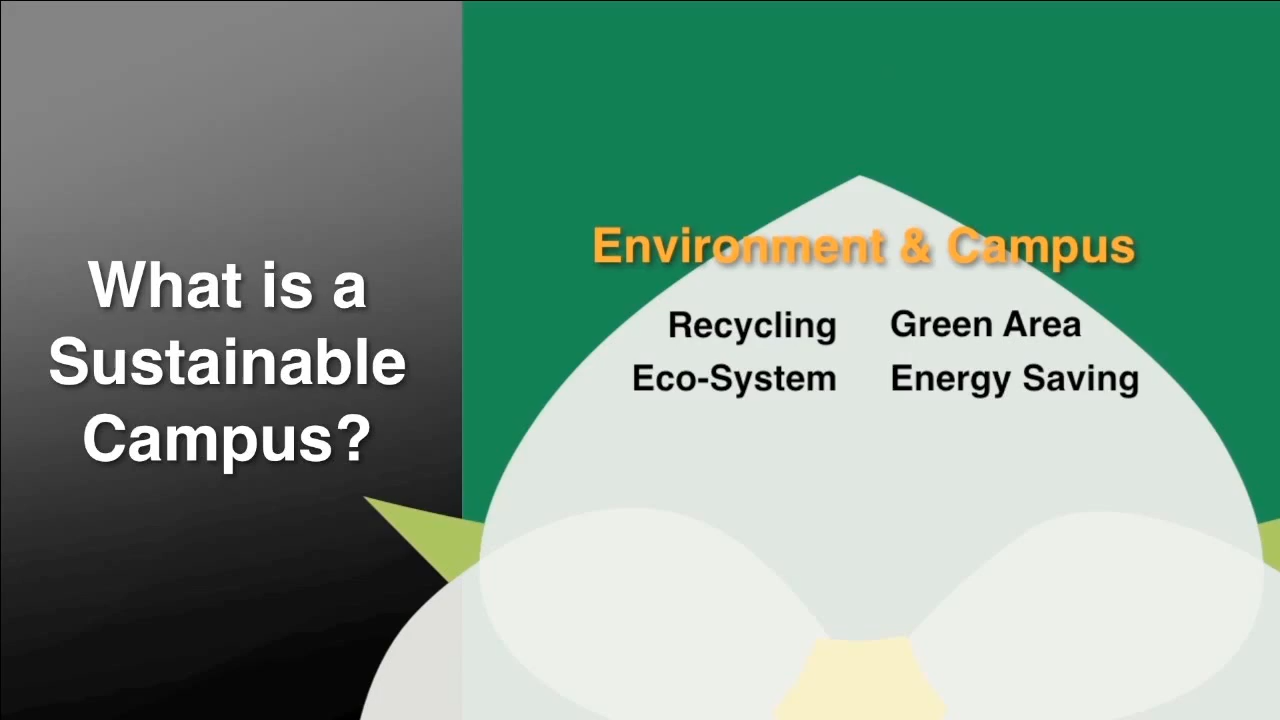 What is a
Sustainable
Campus?
Environment & Campus
Recycling
Green Area
Eco-System
Energy Saving